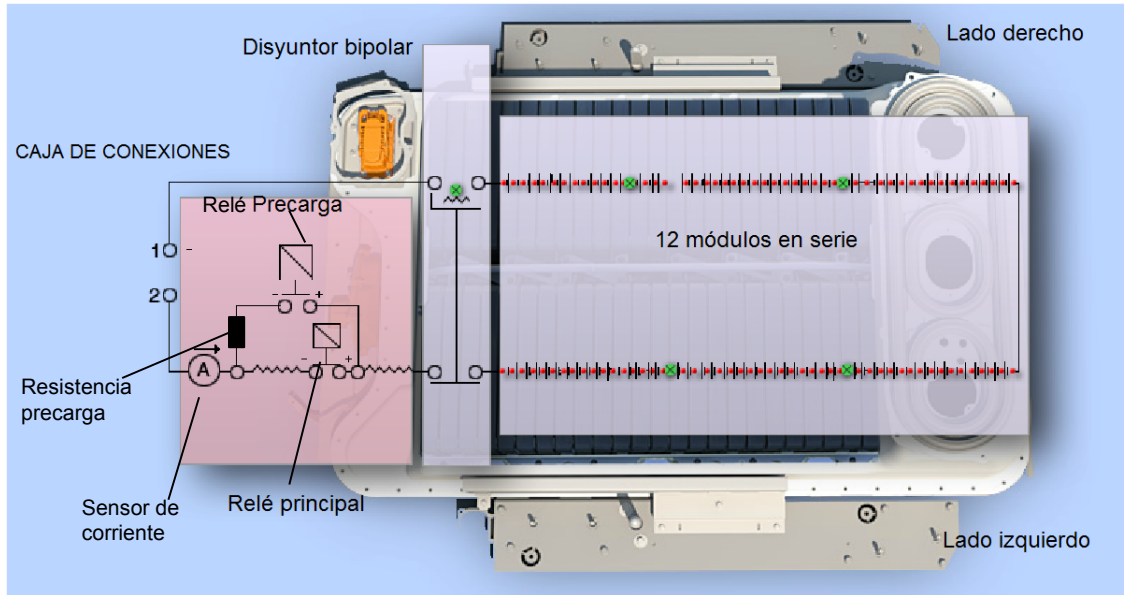 Lado derecho
Disyuntor bipolar
CAJA DE CONEXIONES
Relé Precarga
1 -
12 módulos en serie
2
- +
- +
A
Resistencia
precarga
Relé principal
Sensor de
corriente
Lado izquierdo